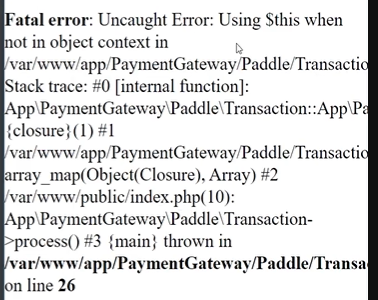 Fatal error: Uncaught Error: Using $this when
not in object context in
/var/www/app/PaymentGateway/Paddle/Transactio
Stack trace: #0 [internal function]:
App\PaymentGateway\Paddle\Transaction::App\Pa
{closure}(1) #1
/var/www/app/PaymentGateway/Paddle/Transactio
array_map(Object(Closure), Array) #2
/var/www/public/index.php(10):
App\PaymentGateway\Paddle\Transaction-
>process() #3 {main} thrown in
/var/www/app/PaymentGateway/Paddle/Transa
on line 26